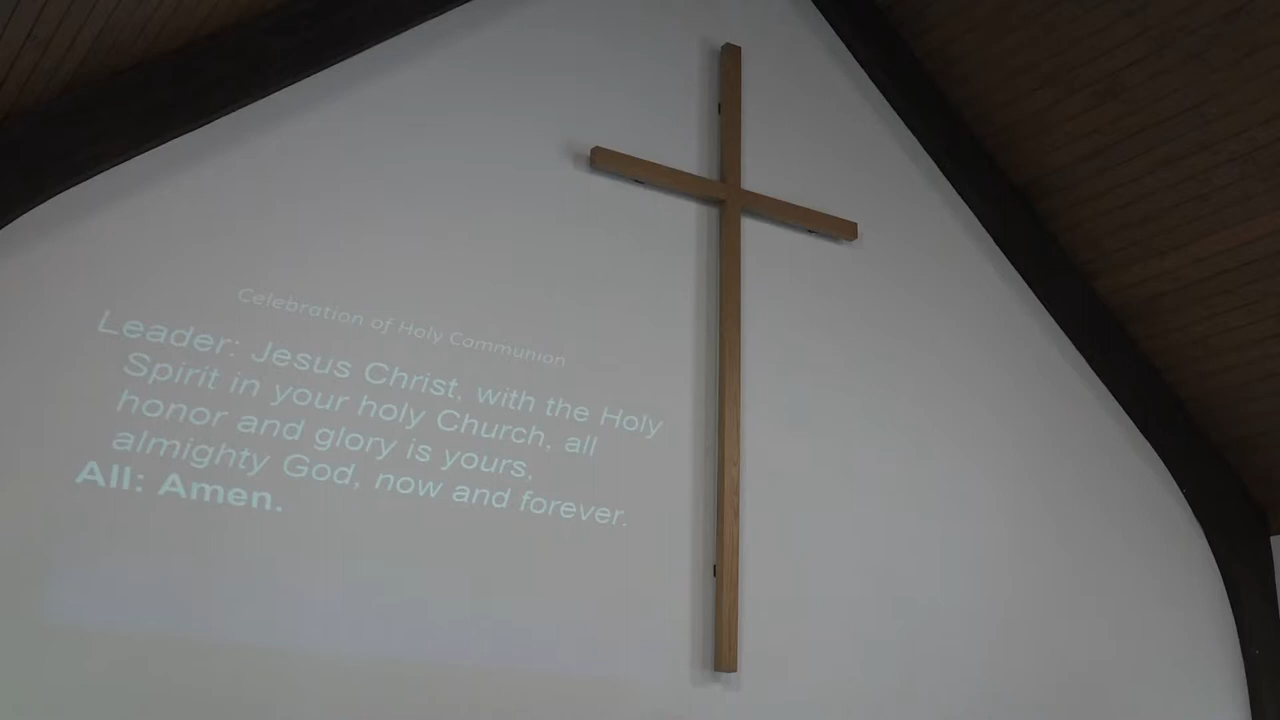 Celebration of Holy Communion
Leader: Jesus Christ, with the Holy
Spirit in your holy Church, all
honor and glory is yours,
almighty God, now and forever.
All: Amen.